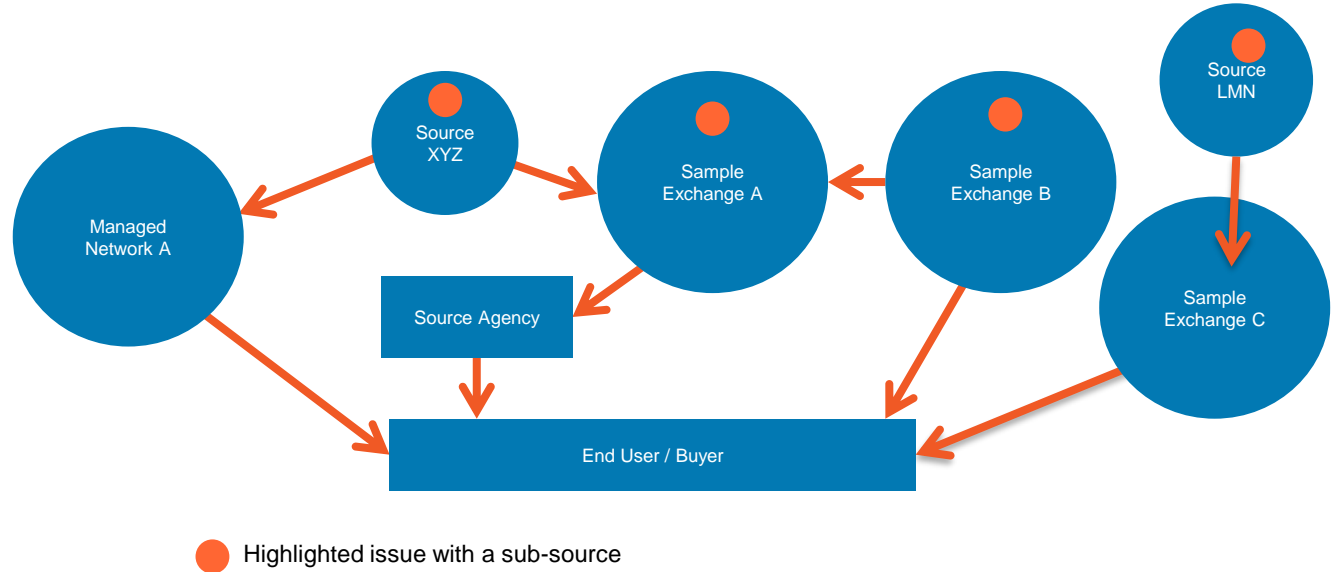 Source
LMN
Source
XYZ
Sample
Exchange A
Sample
Exchange B
Managed
Network A
Source Agency
Sample
Exchange C
End User / Buyer
Highlighted issue with a sub-source